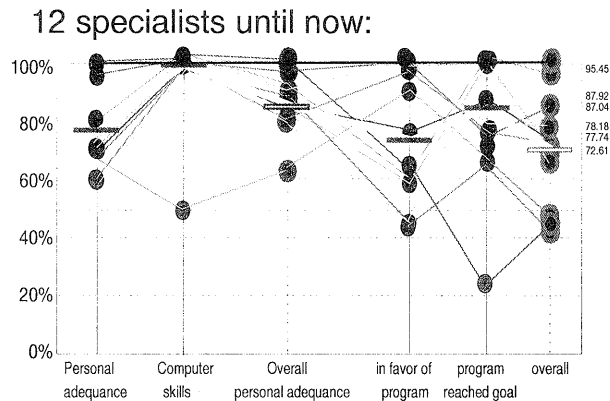 12 specialists until now:
100%
80%
60%
40%
20%
0%
95.45
87.92
87.04
78.18
77.74
72.61
Personal adequance
Computer skills
Overall personal adequance
in favor of program
program reached goal
overall